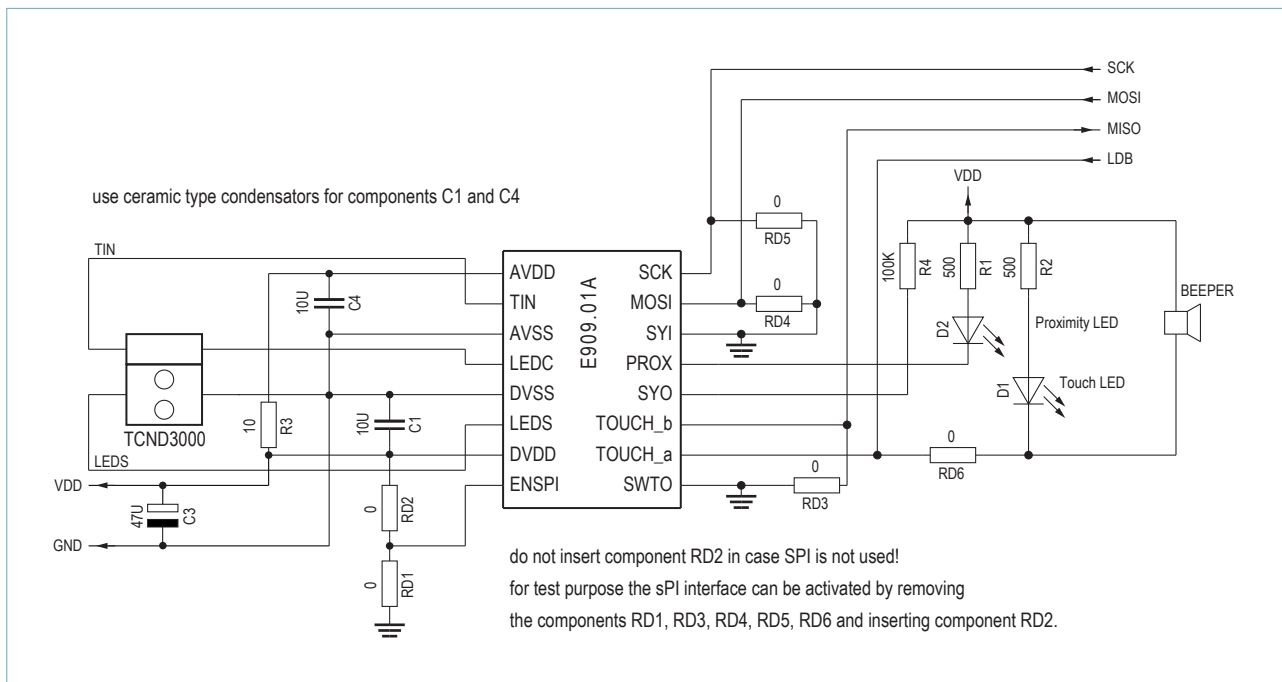 SCK
MOSI
MISO
LDB
VDD
use ceramic type condensators for components C1 and C4
0
RD5
TIN
100K
R4
500
R1
500
R2
BEEPER
E909.01A
AVDD
TIN
AVSS
LEDC
DVSS
LEDS
DVDD
ENSPI
SCK
MOSI
SYI
PROX
SYO
TOUCH_b
TOUCH_a
SWTO
10U
C4
0
RD4
D2
Proximity LED
D1
Touch LED
TCND3000
10
R3
10U
C1
LEDS
0
RD6
0
RD3
VDD
47U
C3
GND
0
RD2
0
RD1
do not insert component RD2 in case SPI is not used!
for test purpose the sPI interface can be activated by removing
the components RD1, RD3, RD4, RD5, RD6 and inserting component RD2.